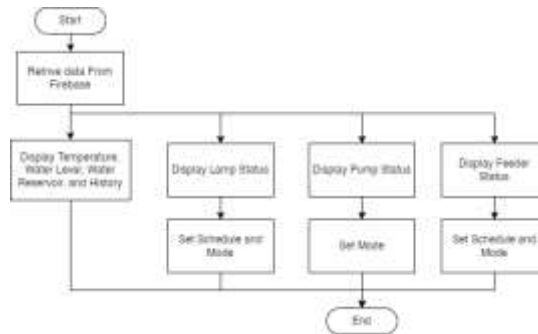 Start
Retrive data From
Firebase
Display Temperature,
Water Level, Water
Reservoir, and History
Display Lamp Status
Display Pump Status
Display Feeder
Status
Set Schedule and
Mode
Set Mode
Set Schedule and
Mode
End